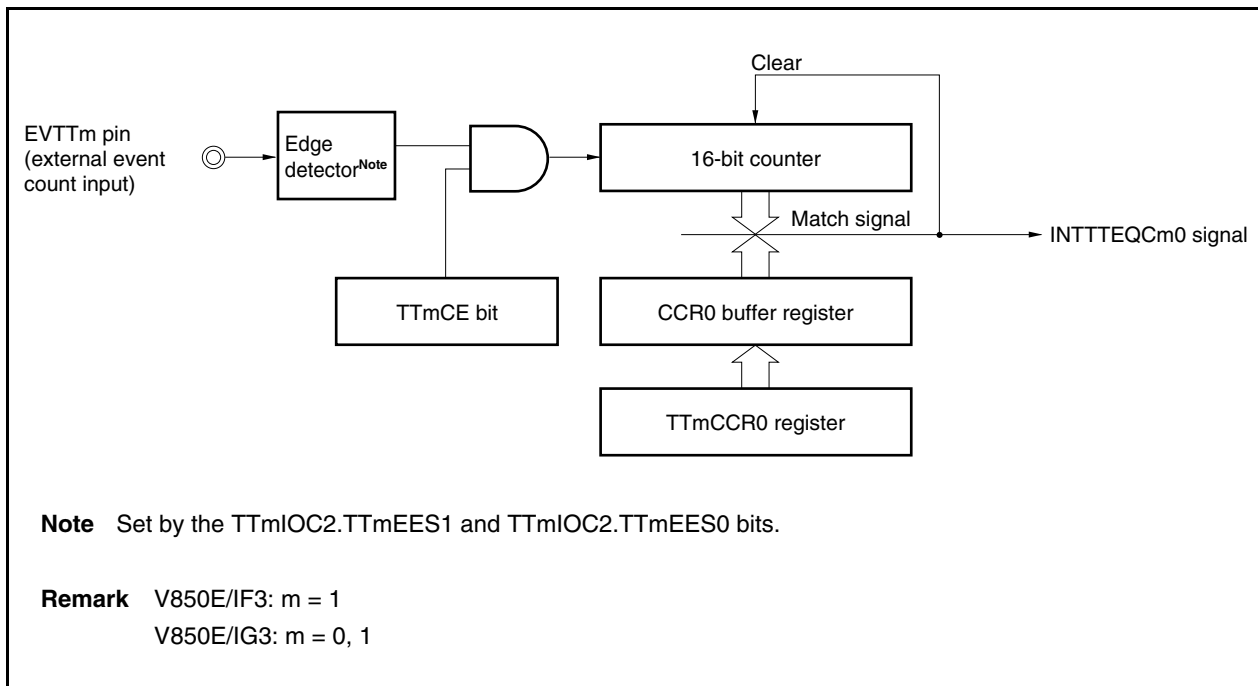 Clear
EVTTm pin
(external event
count input)
Edge
detectorNote
16-bit counter
Match signal
INTTTEQCm0 signal
TTmCE bit
CCR0 buffer register
TTmCCR0 register
Note Set by the TTmIOC2.TTmEES1 and TTmIOC2.TTmEES0 bits.
Remark V850E/IF3: m = 1
V850E/IG3: m = 0, 1